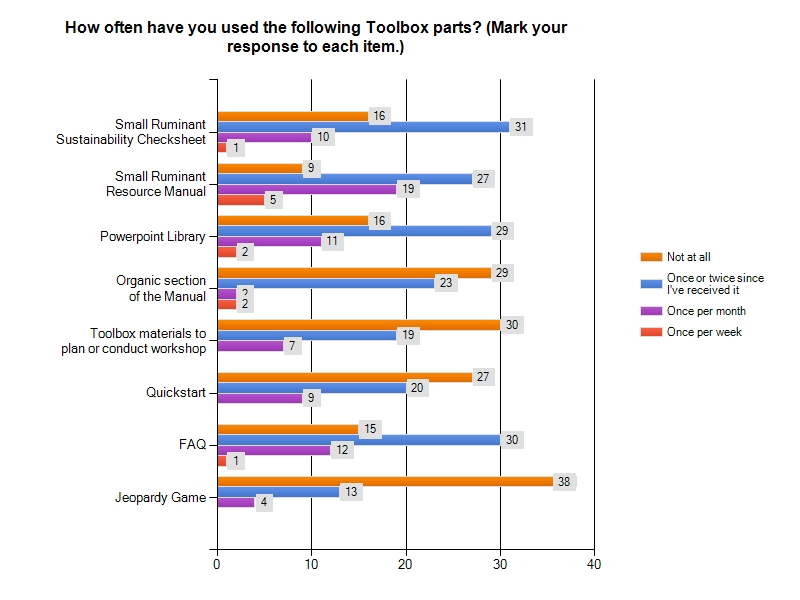 How often have you used the following Toolbox parts? (Mark your
response to each item.)
Small Ruminant
Sustainability Checksheet
16
31
10
1
Small Ruminant
Resource Manual
9
27
19
5
Powerpoint Library
16
29
11
2
Organic section
of the Manual
29
23
2
2
Toolbox materials to
plan or conduct workshop
30
19
7
Quickstart
27
20
9
FAQ
15
30
12
1
Jeopardy Game
38
13
4
0 10 20 30 40
Not at all
Once or twice since
I've received it
Once per month
Once per week